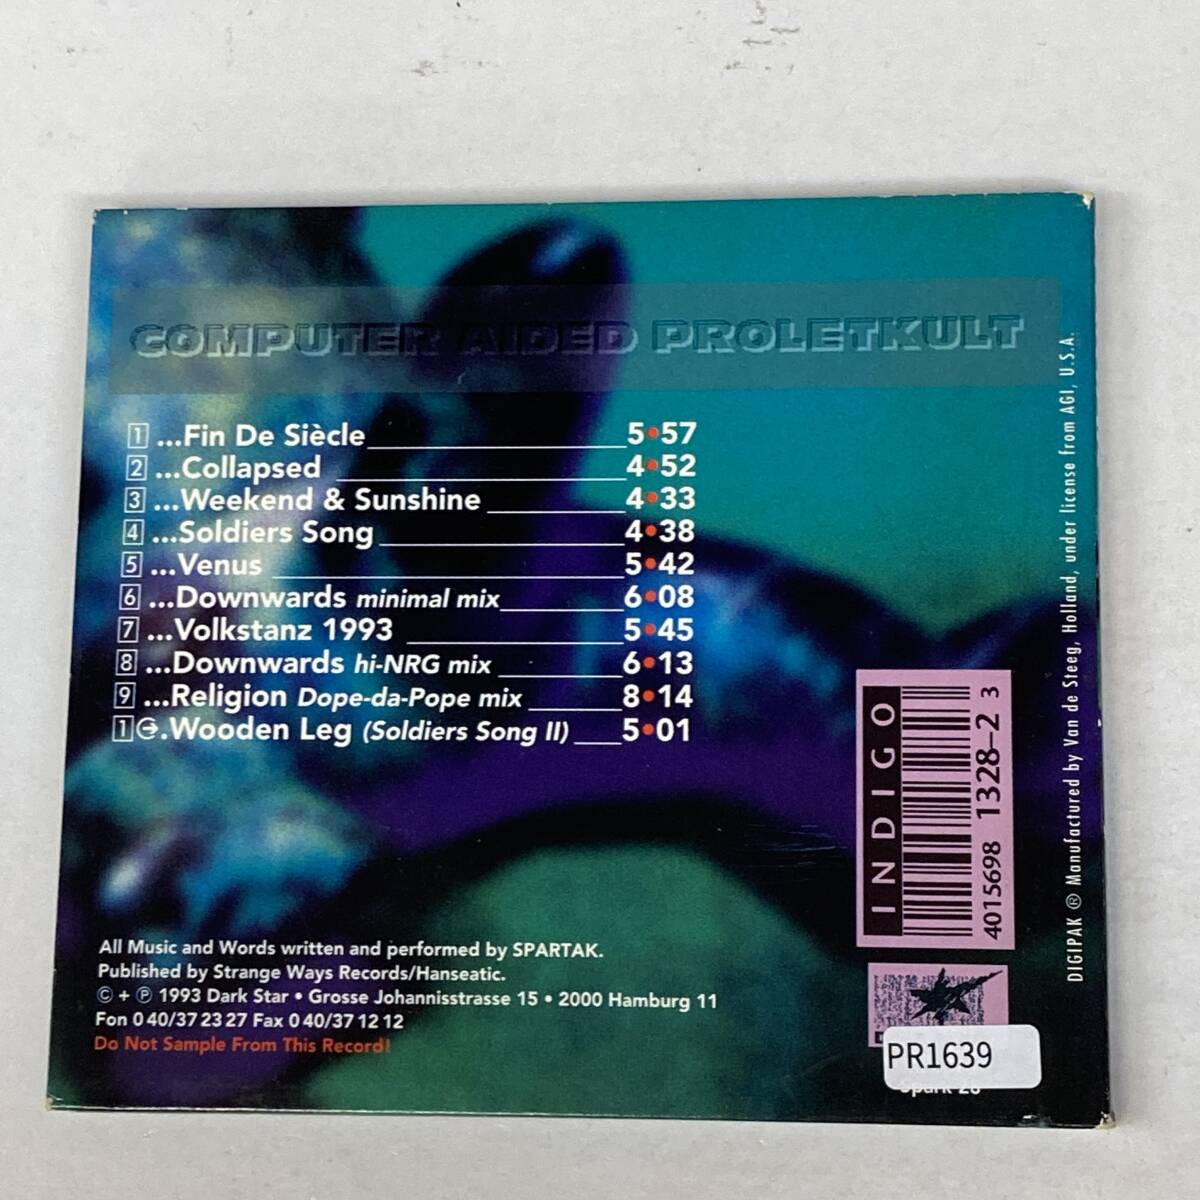 COMPUTER AIDED PROLETKULT
1 ...Fin De Siècle 5•57
2 ...Collapsed 4•52
3 ...Weekend & Sunshine 4•33
4 ...Soldiers Song 4•38
5 ...Venus 5•42
6 ...Downwards minimal mix 6•08
7 ...Volkstanz 1993 5•45
8 ...Downwards hi-NRG mix 6•13
9 ...Religion Dope-da-Pope mix 8•14
10.Wooden Leg (Soldiers Song II) 5•01
All Music and Words written and performed by SPARTAK.
Published by Strange Ways Records/Hanseatic.
© + ℗ 1993 Dark Star • Grosse Johannisstrasse 15 • 2000 Hamburg 11
Fon 0 40/37 23 27 Fax 0 40/37 12 12
Do Not Sample From This Record!
INDIGO
4015698 1328-2 3
PR1639
DIGIPAK ® Manufactured by Van de Steeg, Holland, under license from AGI, U.S.A.